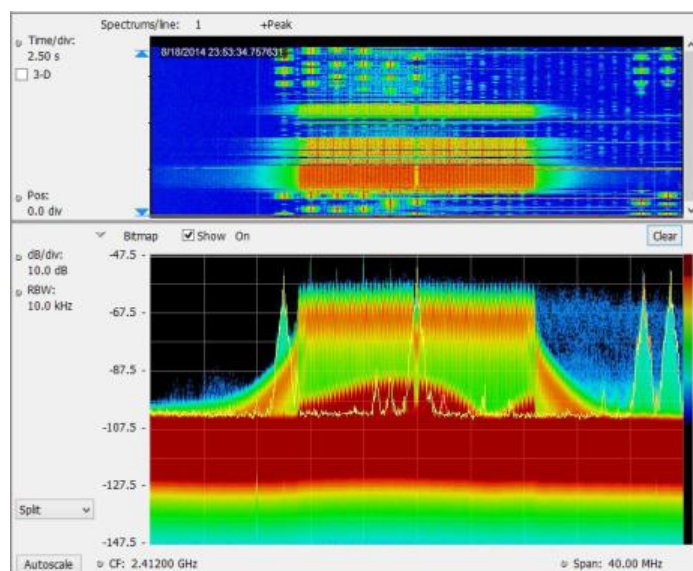 Spectrums/line: 1 +Peak
Time/div:
2.50 s
3-D
8/18/2014 23:53:34.757631
Pos:
0.0 div
Bitmap Show On Clear
dB/div:
10.0 dB
RBW:
10.0 kHz
-47.5
-67.5
-87.5
-107.5
-127.5
-147.5
Split
Autoscale CF: 2.41200 GHz Span: 40.00 MHz